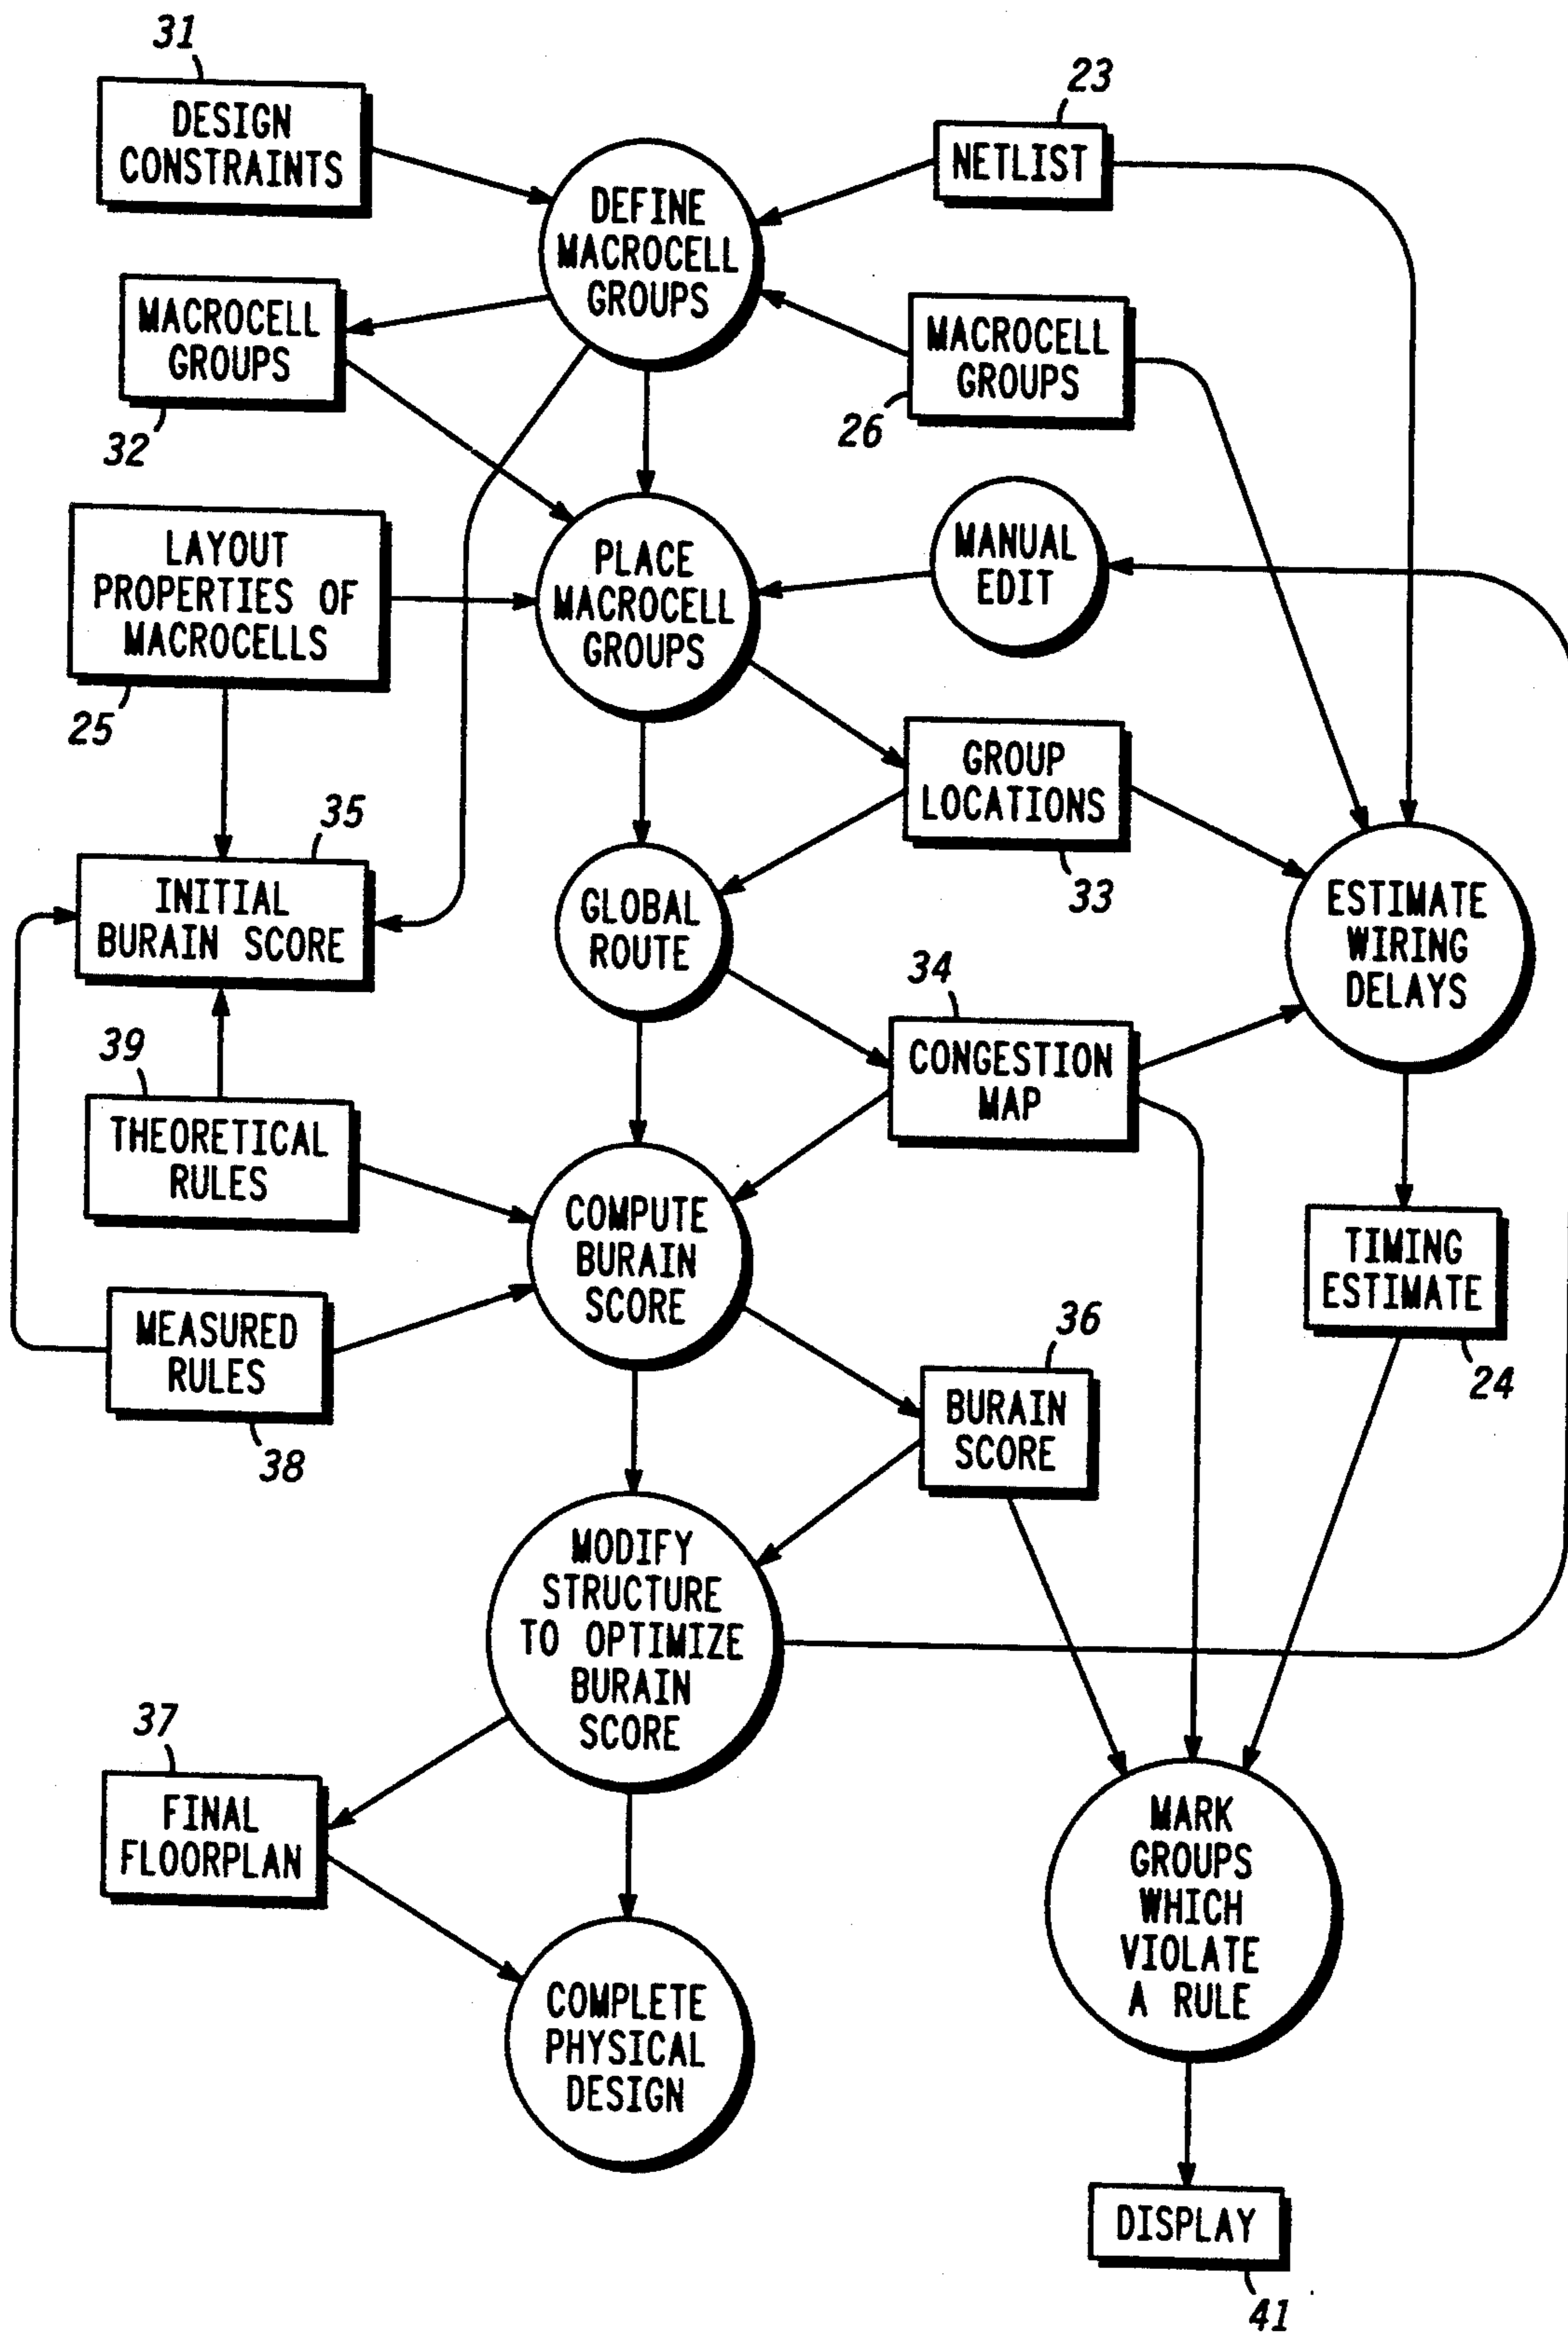 31
DESIGN
CONSTRAINTS
23
NETLIST
DEFINE
MACROCELL
GROUPS
MACROCELL
GROUPS
32
MACROCELL
GROUPS
26
LAYOUT
PROPERTIES OF
MACROCELLS
25
PLACE
MACROCELL
GROUPS
MANUAL
EDIT
GROUP
LOCATIONS
33
35
INITIAL
BURAIN SCORE
GLOBAL
ROUTE
ESTIMATE
WIRING
DELAYS
34
CONGESTION
MAP
39
THEORETICAL
RULES
COMPUTE
BURAIN
SCORE
TIMING
ESTIMATE
24
MEASURED
RULES
38
36
BURAIN
SCORE
MODIFY
STRUCTURE
TO OPTIMIZE
BURAIN
SCORE
37
FINAL
FLOORPLAN
MARK
GROUPS
WHICH
VIOLATE
A RULE
COMPLETE
PHYSICAL
DESIGN
DISPLAY
41